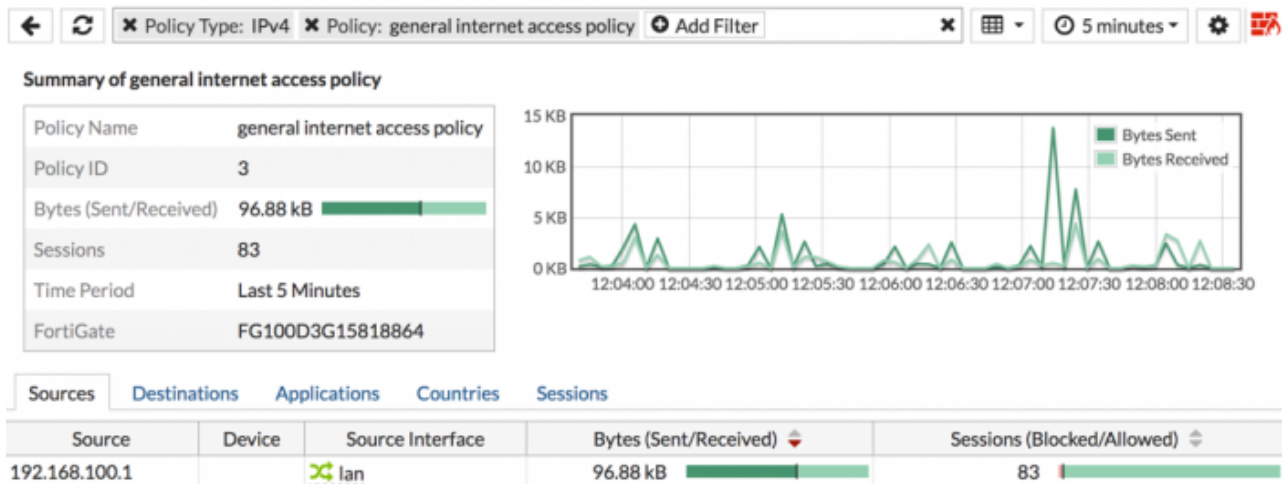 Policy Type: IPv4 Policy: general internet access policy Add Filter 5 minutes
Summary of general internet access policy
Policy Name general internet access policy
Policy ID 3
Bytes (Sent/Received) 96.88 kB
Sessions 83
Time Period Last 5 Minutes
FortiGate FG100D3G15818864
15 KB
10 KB
5 KB
0 KB
Bytes Sent
Bytes Received
12:04:00 12:04:30 12:05:00 12:05:30 12:06:00 12:06:30 12:07:00 12:07:30 12:08:00 12:08:30
Sources Destinations Applications Countries Sessions
Source Device Source Interface Bytes (Sent/Received) Sessions (Blocked/Allowed)
192.168.100.1 lan 96.88 kB 83